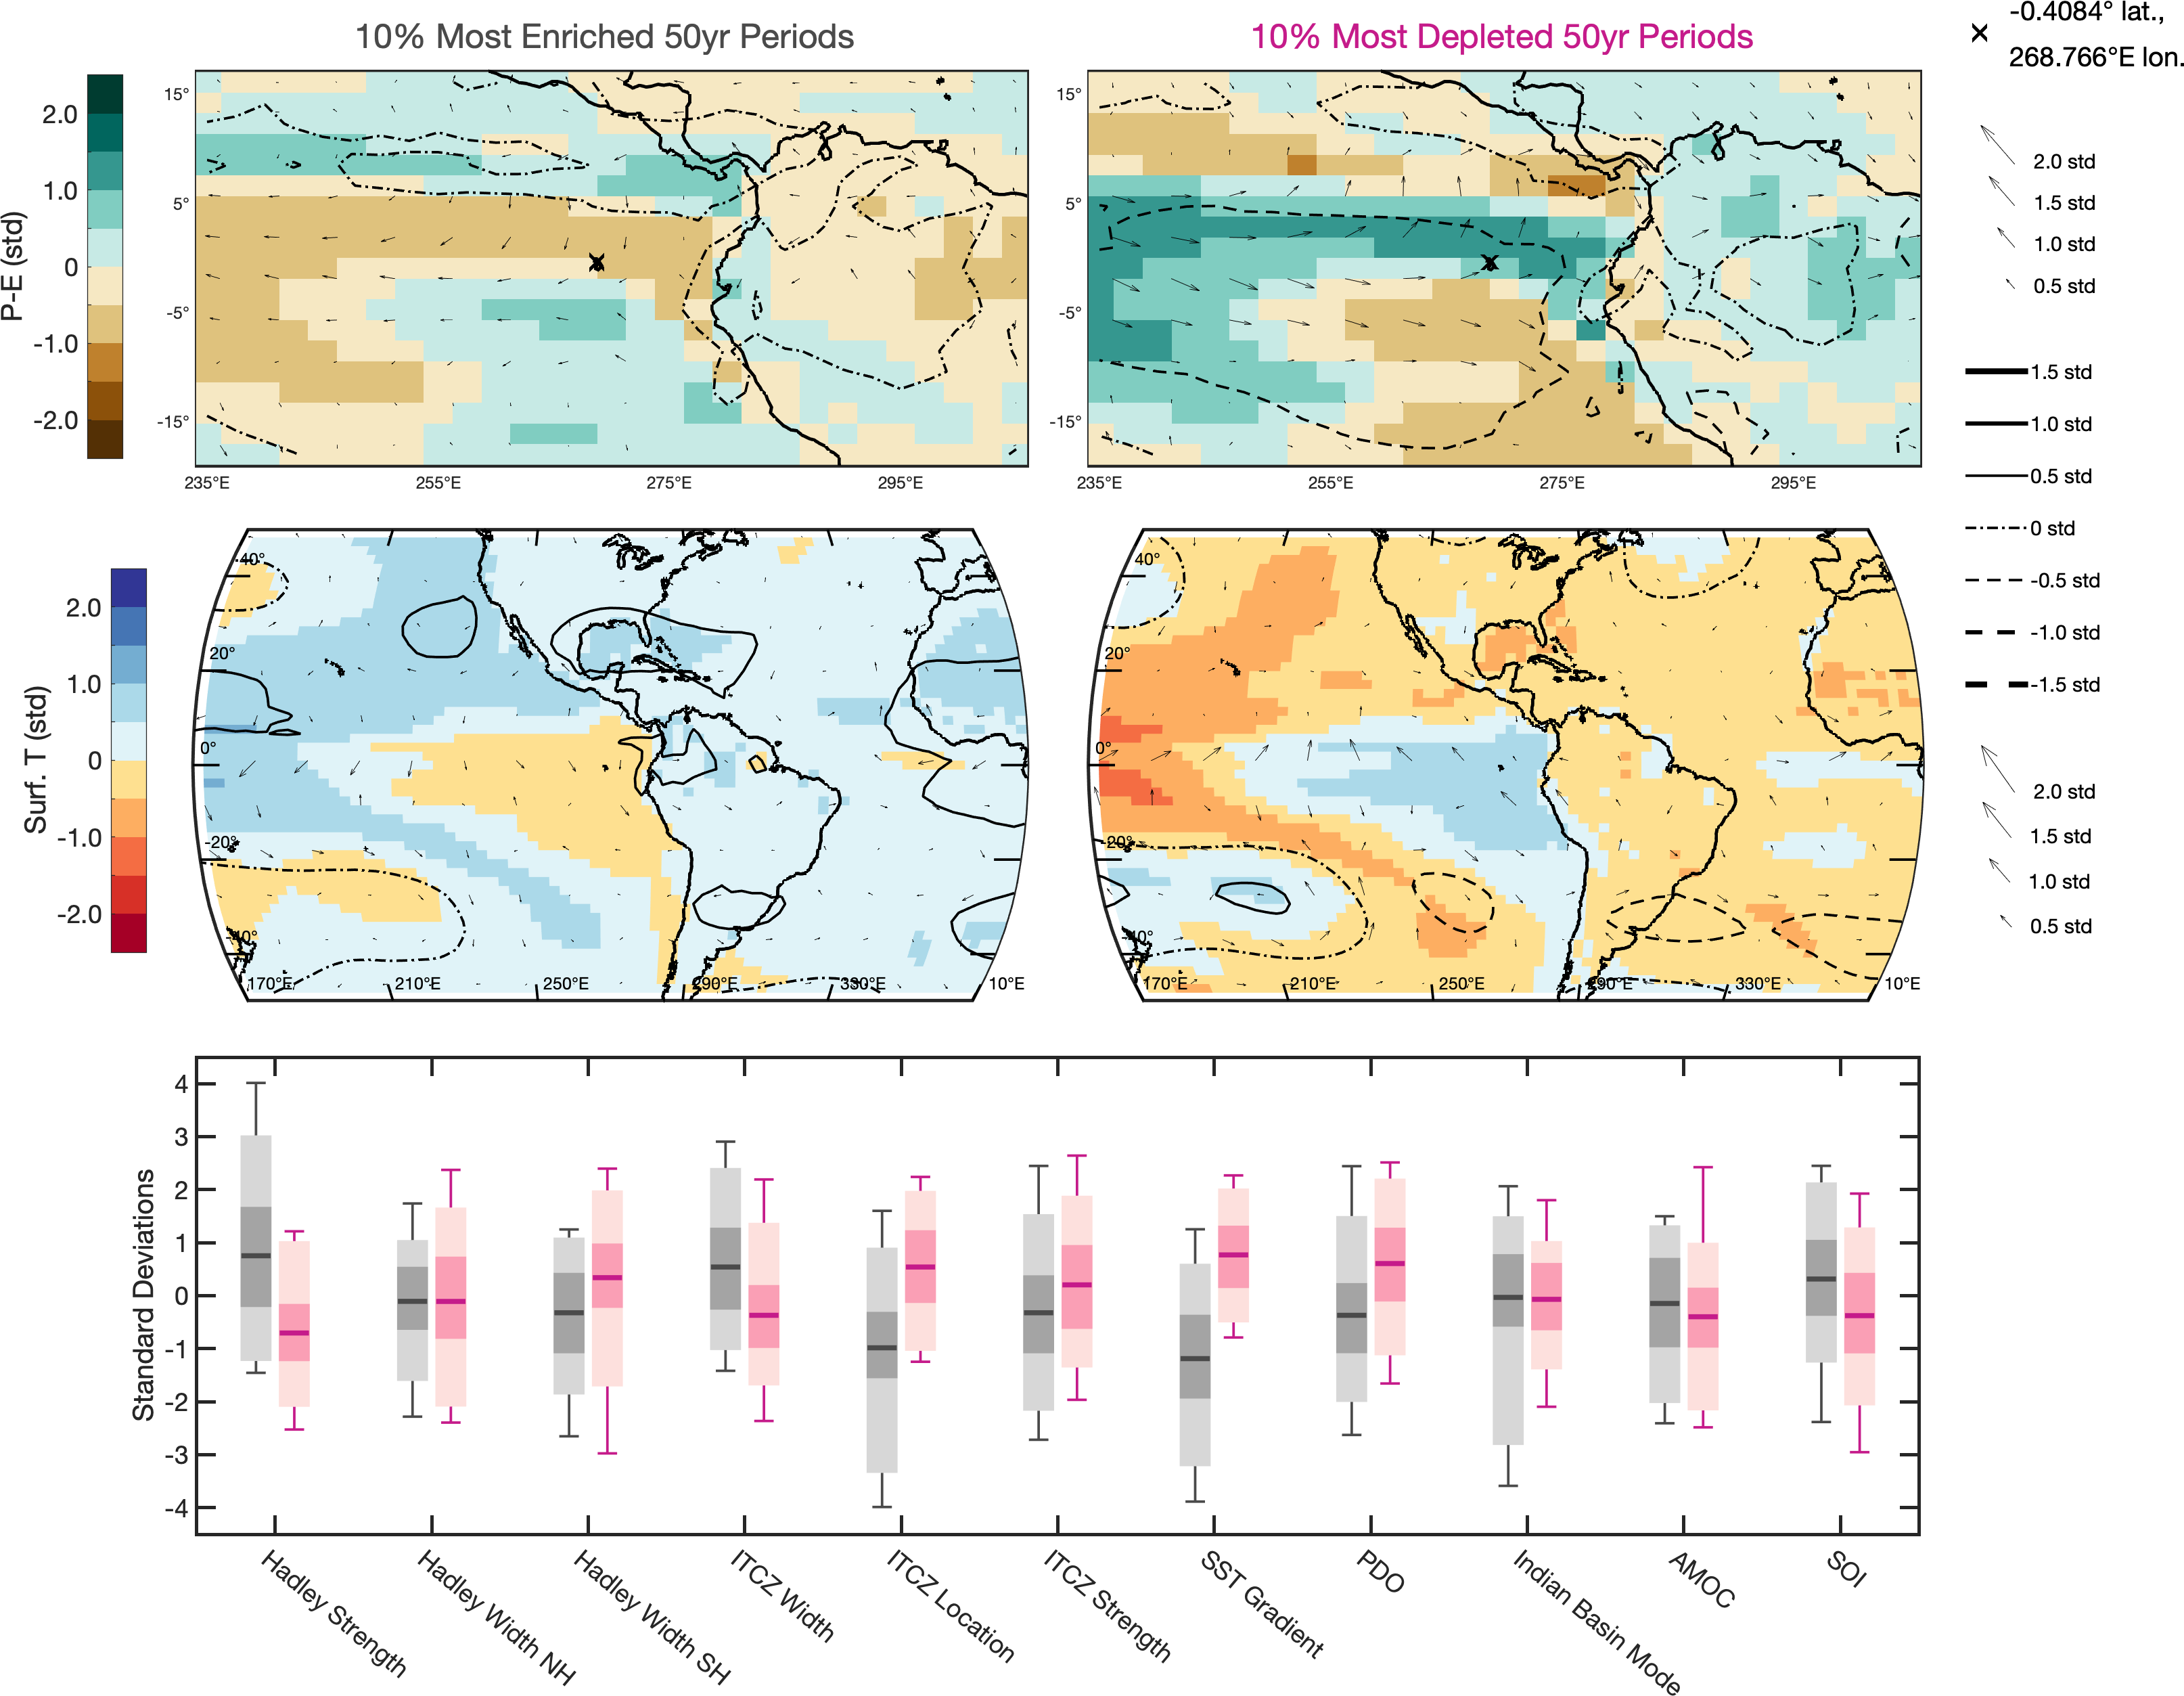 10% Most Enriched 50yr Periods
10% Most Depleted 50yr Periods
-0.4084° lat.,
268.766°E lon.
P-E (std)
2.0
1.0
0
-1.0
-2.0
15°
5°
-5°
-15°
235°E
255°E
275°E
295°E
15°
5°
-5°
-15°
235°E
255°E
275°E
295°E
2.0 std
1.5 std
1.0 std
0.5 std
1.5 std
1.0 std
0.5 std
0 std
-0.5 std
-1.0 std
-1.5 std
Surf. T (std)
2.0
1.0
0
-1.0
-2.0
40°
20°
0°
-20°
-40°
170°E
210°E
250°E
290°E
330°E
10°E
40°
20°
0°
-20°
-40°
170°E
210°E
250°E
290°E
330°E
10°E
2.0 std
1.5 std
1.0 std
0.5 std
Standard Deviations
4
3
2
1
0
-1
-2
-3
-4
Hadley Strength
Hadley Width NH
Hadley Width SH
ITCZ Width
ITCZ Location
ITCZ Strength
SST Gradient
PDO
Indian Basin Mode
AMOC
SOI